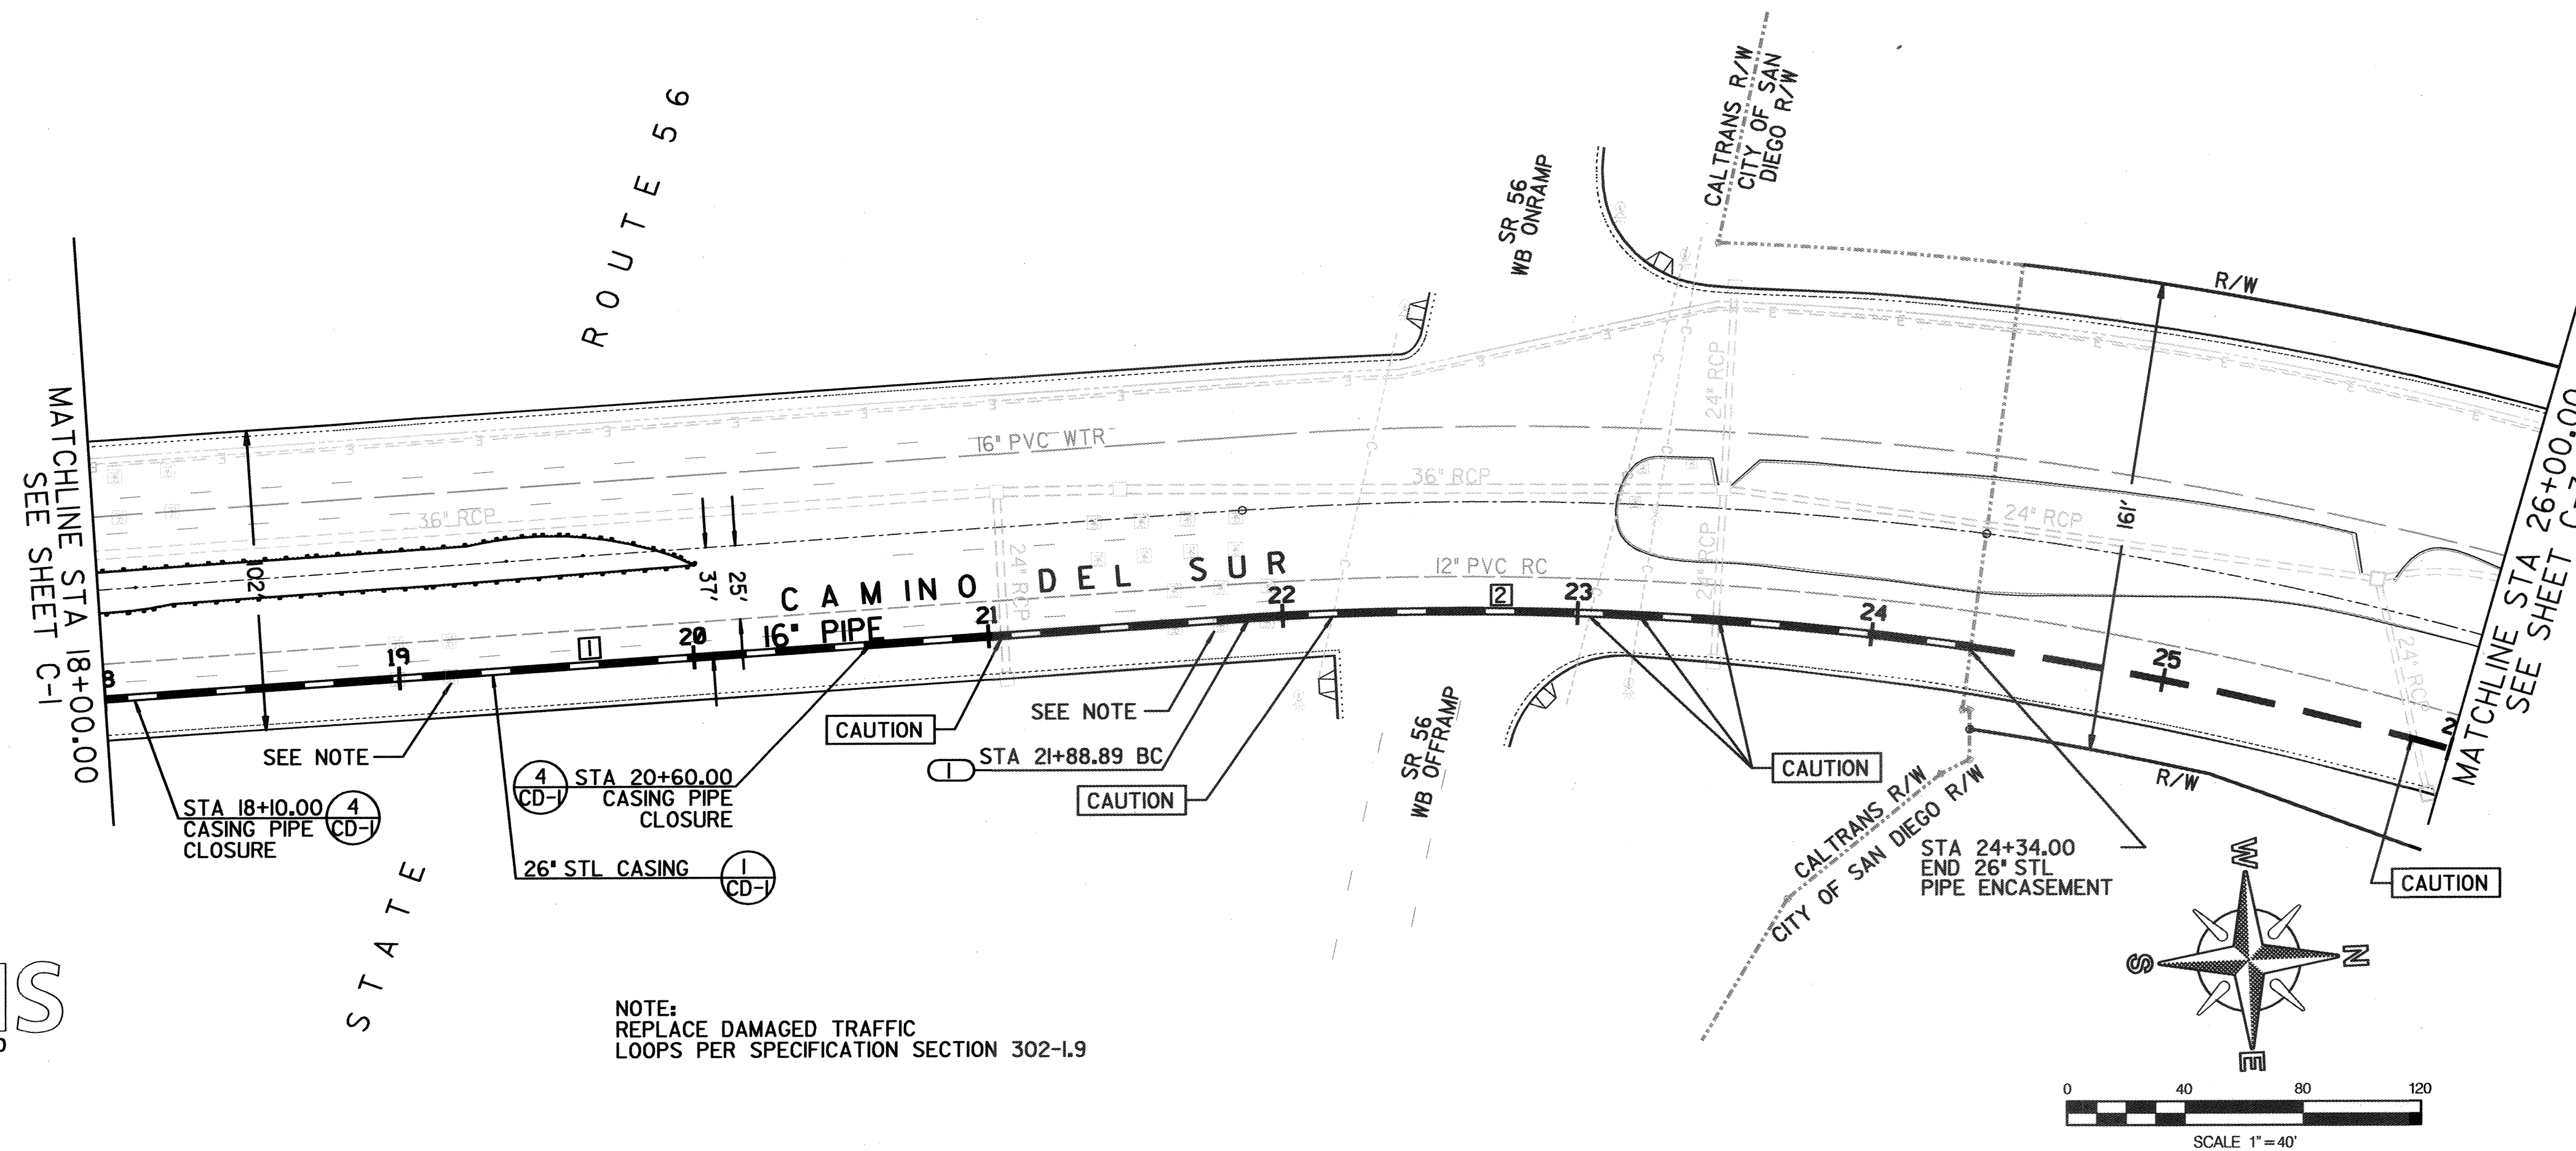 ROUTE 56
STATE
MATCHLINE STA 18+00.00
SEE SHEET C-1
102'
36" RCP
16" PVC WTR
37'
25'
CAMINO DEL SUR
16" PIPE
8
19
1
20
21
22
2
23
24
25
2
24" RCP
36" RCP
12" PVC RC
24" RCP
24" RCP
24" RCP
24" RCP
SR 56
WB ONRAMP
CALTRANS R/W
CITY OF SAN
DIEGO R/W
R/W
161'
R/W
MATCHLINE STA 26+00.00
SEE SHEET
SEE NOTE
STA 18+10.00
CASING PIPE
CLOSURE
4
CD-1
4
CD-1
STA 20+60.00
CASING PIPE
CLOSURE
26" STL CASING
1
CD-1
CAUTION
SEE NOTE
1
STA 21+88.89 BC
CAUTION
SR 56
WB OFFRAMP
CAUTION
CALTRANS R/W
CITY OF SAN DIEGO R/W
STA 24+34.00
END 26" STL
PIPE ENCASEMENT
CAUTION
W
N
S
E
NOTE:
REPLACE DAMAGED TRAFFIC
LOOPS PER SPECIFICATION SECTION 302-1.9
0 40 80 120
SCALE 1"=40'